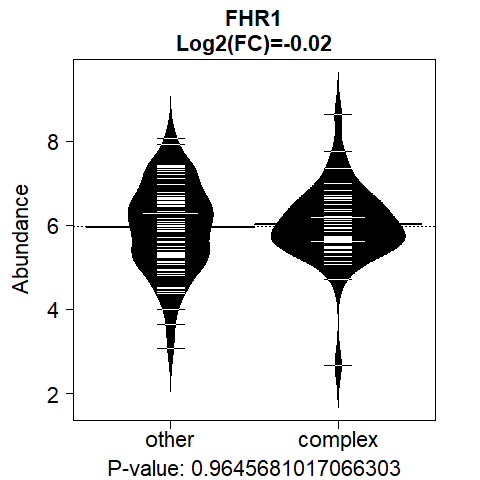 FHR1
Log2(FC)=-0.02
Abundance
8
6
4
2
other complex
P-value: 0.9645681017066303